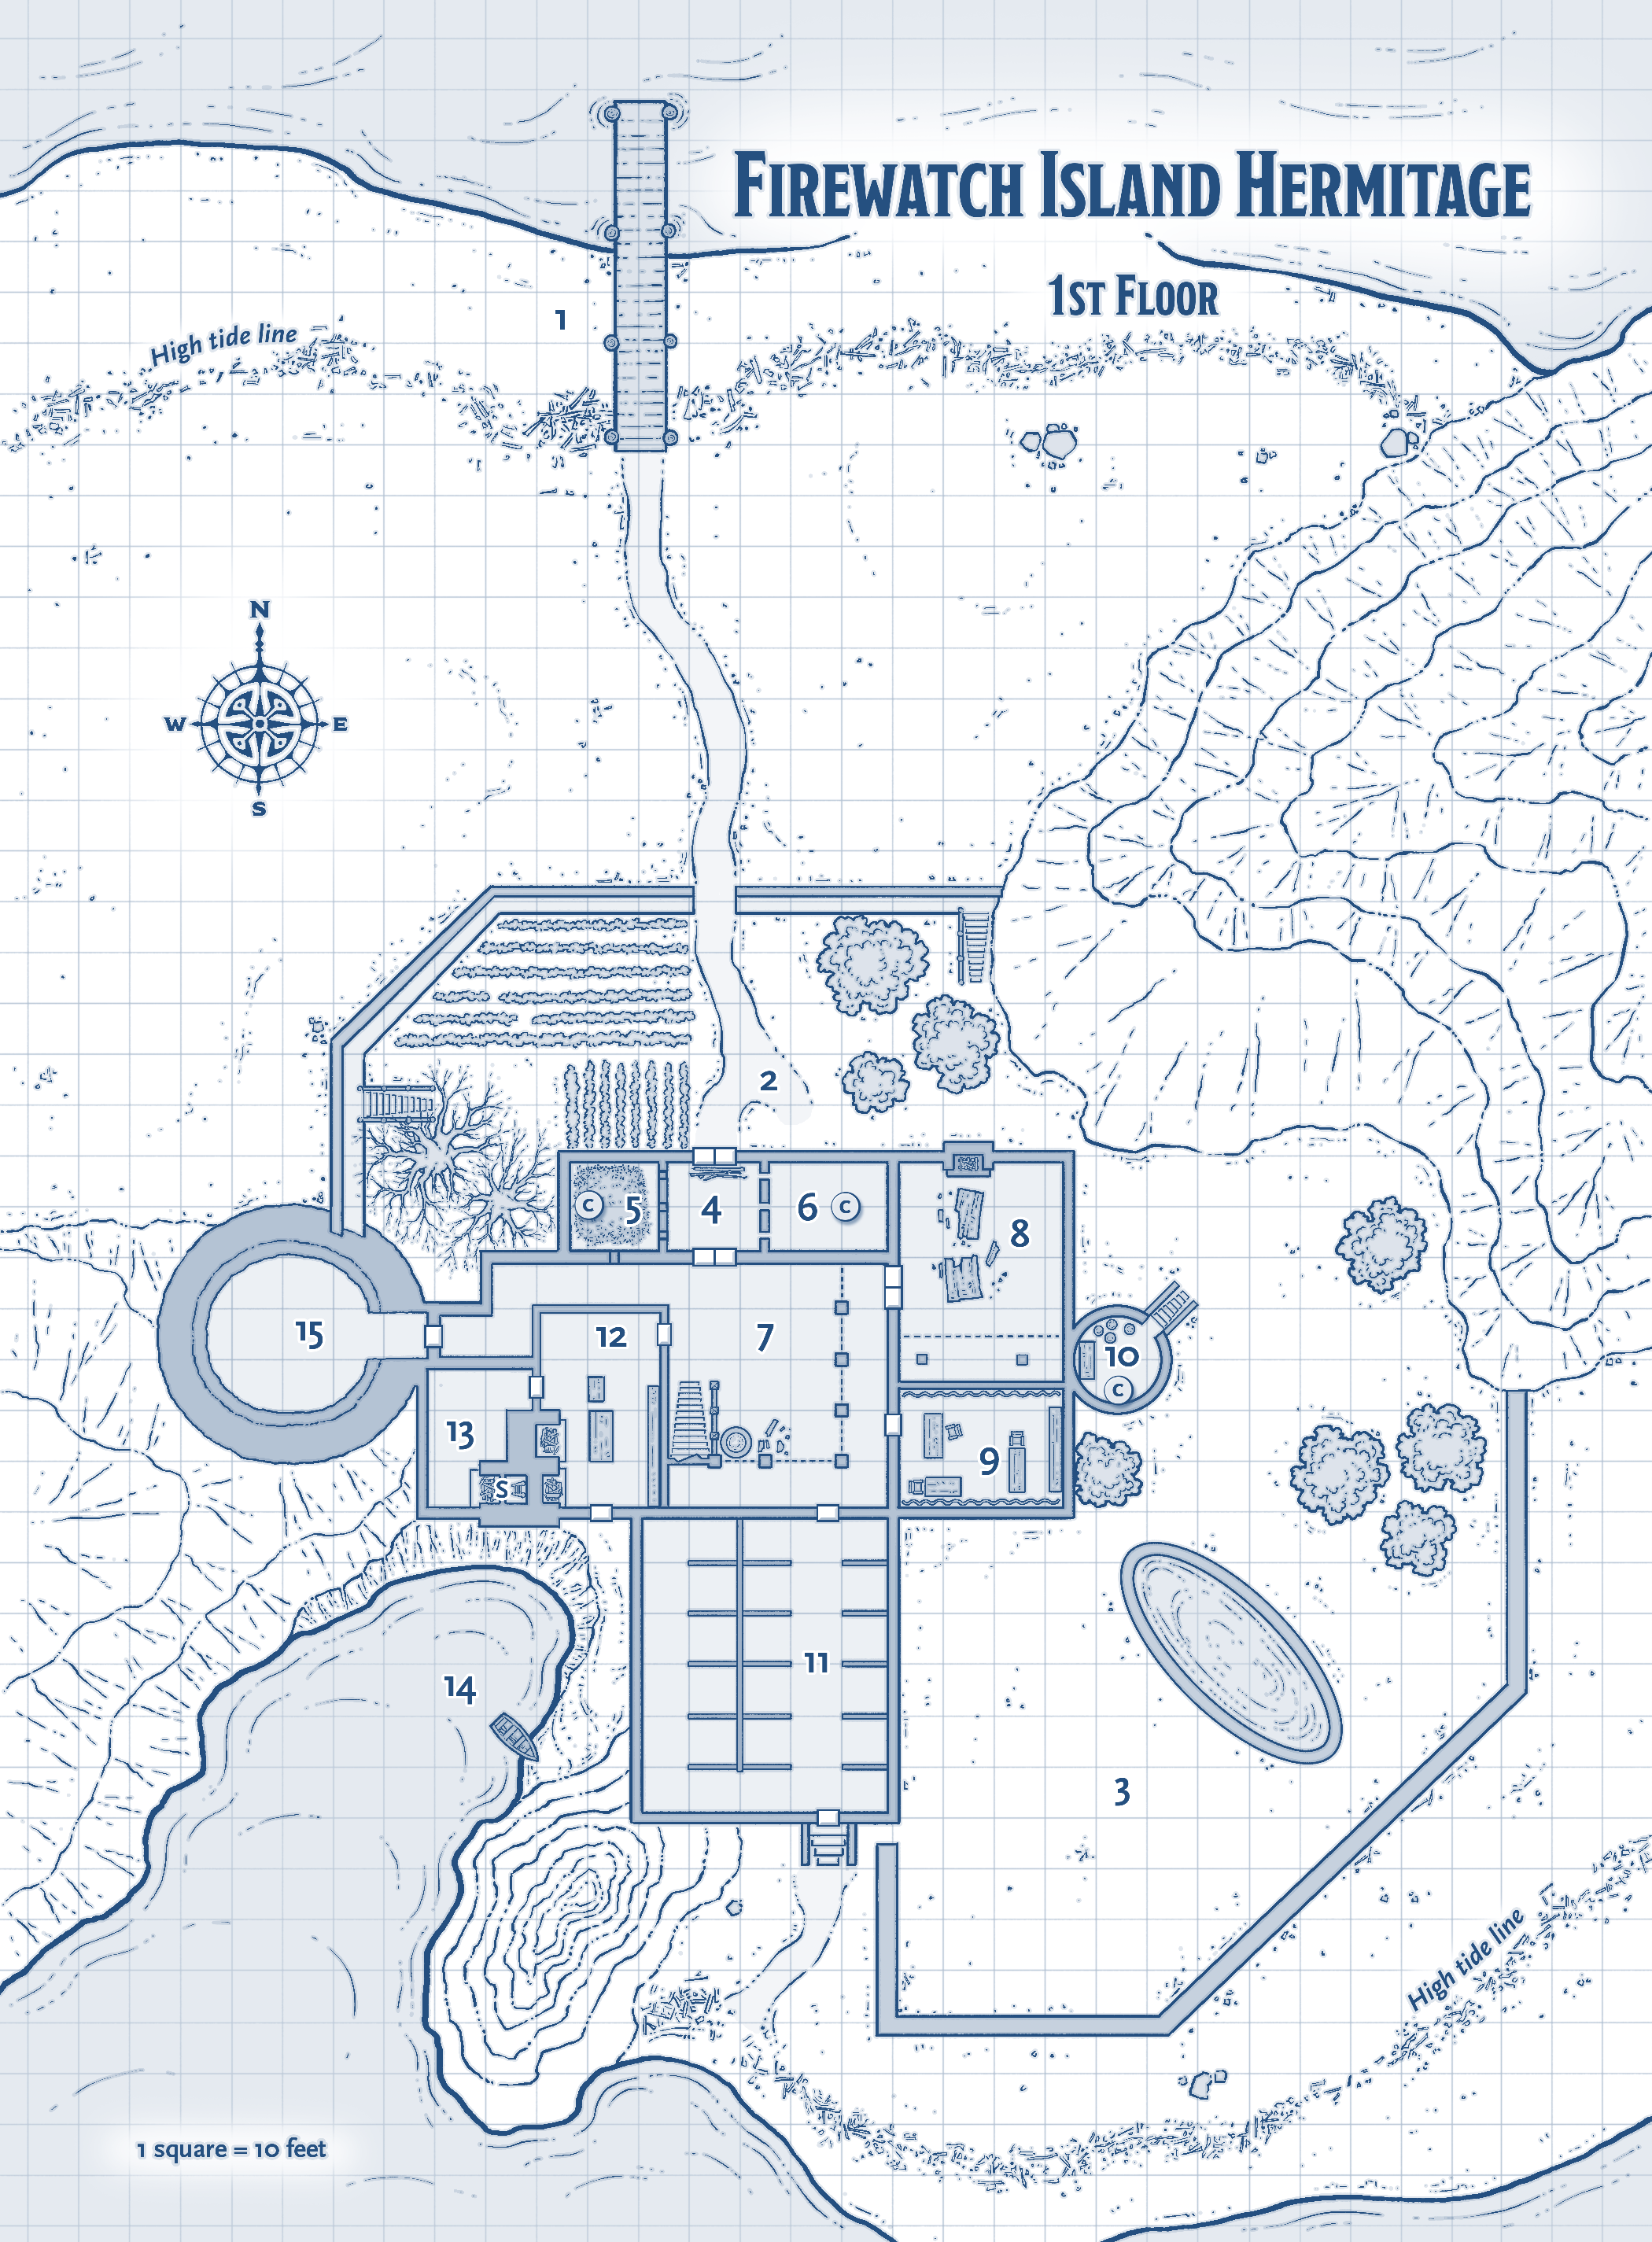 FIREWATCH ISLAND HERMITAGE
1ST FLOOR
1
High tide line
N
W E
S
2
C 5 4 6 C
8
15 12 7
10
C
13
9
S
11
14
3
High tide line
1 square = 10 feet